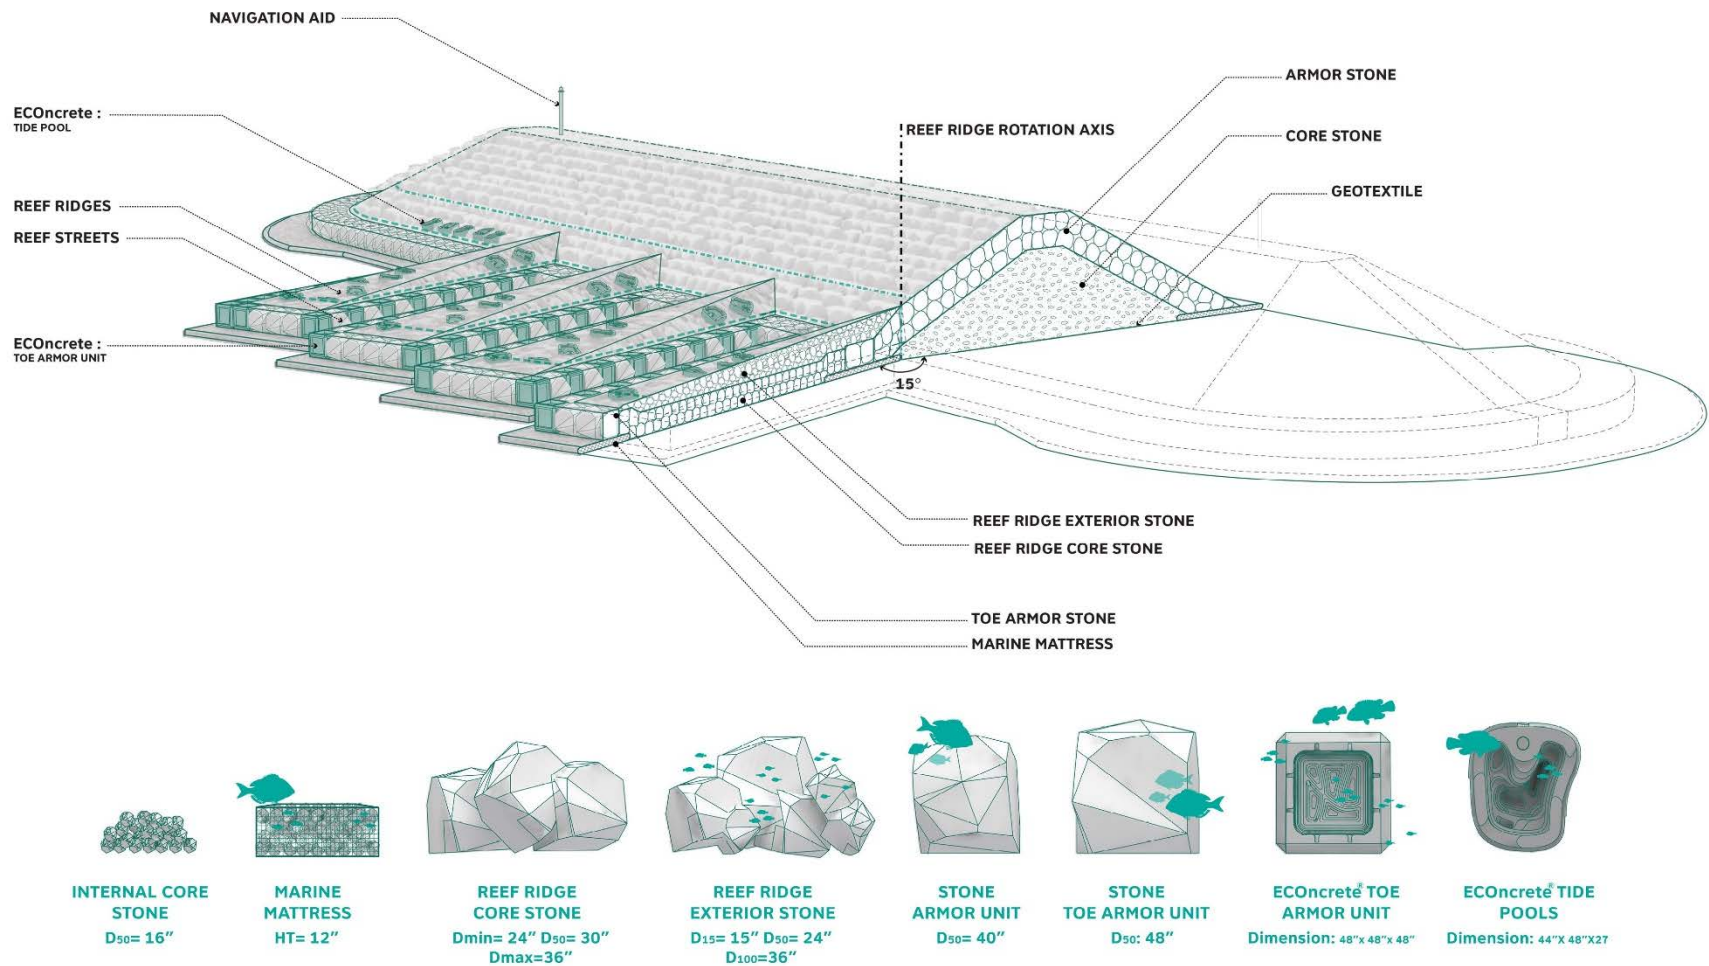 NAVIGATION AID
ARMOR STONE
ECOncrete :
TIDE POOL
REEF RIDGE ROTATION AXIS
CORE STONE
GEOTEXTILE
REEF RIDGES
REEF STREETS
ECOncrete :
TOE ARMOR UNIT
15°
REEF RIDGE EXTERIOR STONE
REEF RIDGE CORE STONE
TOE ARMOR STONE
MARINE MATTRESS
INTERNAL CORE
STONE
D50= 16”
MARINE
MATTRESS
HT= 12”
REEF RIDGE
CORE STONE
Dmin= 24” D50= 30”
Dmax=36”
REEF RIDGE
EXTERIOR STONE
D15= 15” D50= 24”
D100=36”
STONE
ARMOR UNIT
D50= 40”
STONE
TOE ARMOR UNIT
D50: 48”
ECOncrete® TOE
ARMOR UNIT
Dimension: 48”x 48”x 48”
ECOncrete® TIDE
POOLS
Dimension: 44”X 48”X27